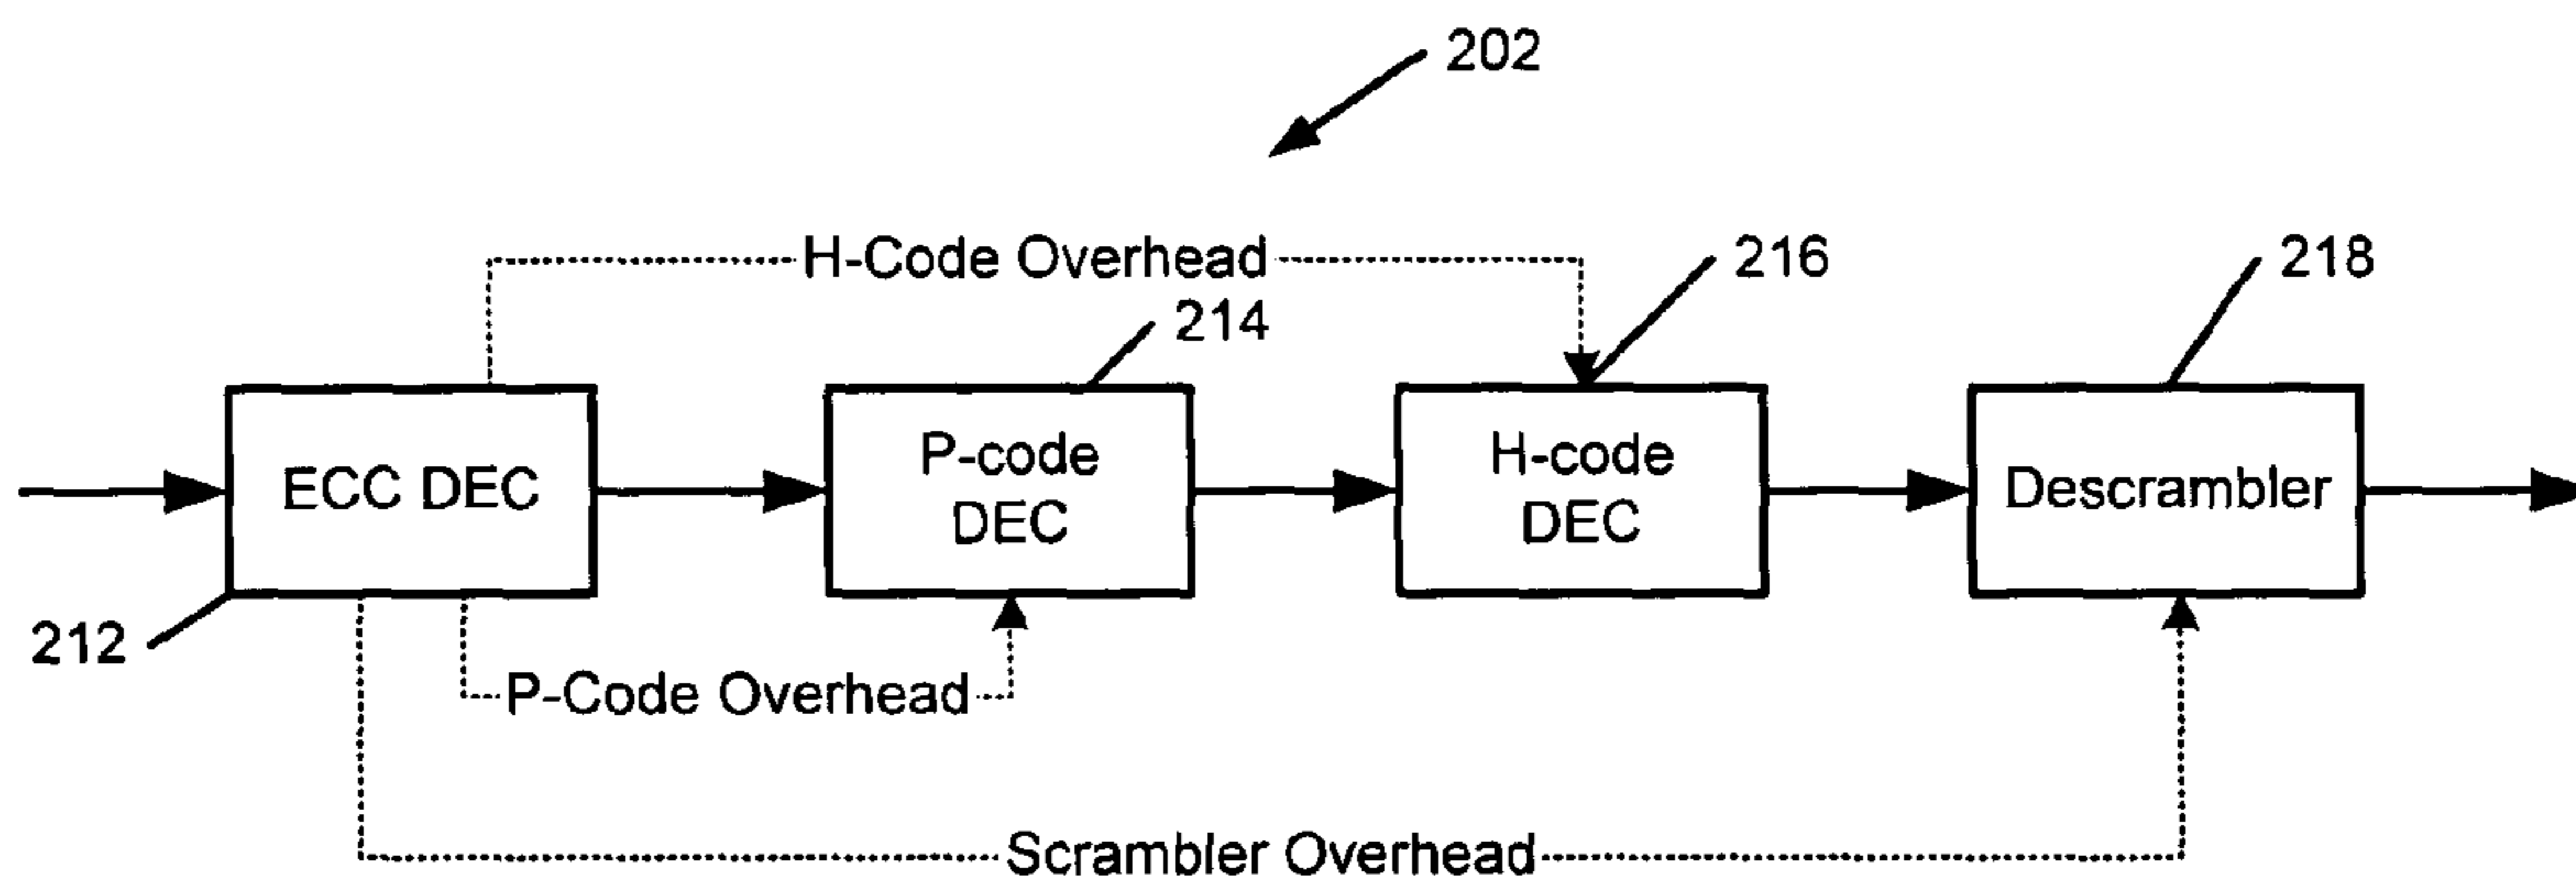 202
H-Code Overhead
216
218
214
ECC DEC
P-code
DEC
H-code
DEC
Descrambler
212
P-Code Overhead
Scrambler Overhead